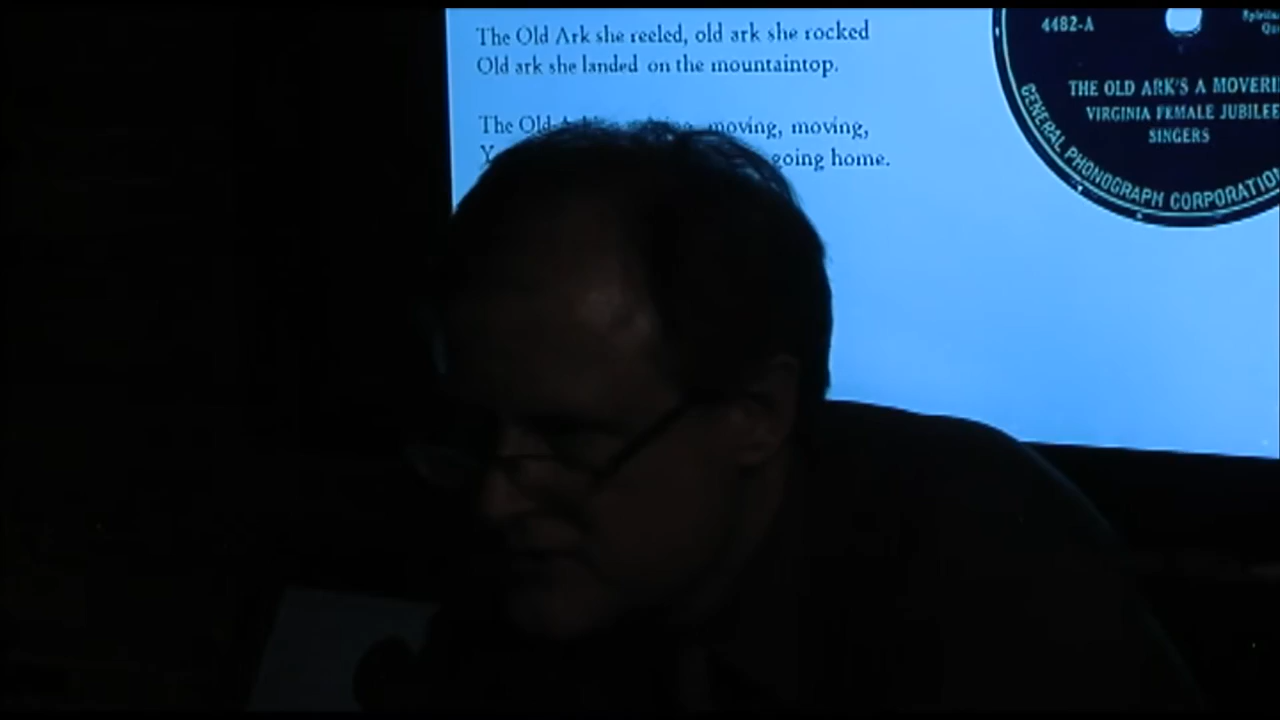 The Old Ark she reeled, old ark she rocked
Old ark she landed on the mountaintop.
The Old moving, moving,
going home.
4482-A
THE OLD ARK'S A MOVERI
VIRGINIA FEMALE JUBILEE
SINGERS
GENERAL PHONOGRAPH CORPORATION